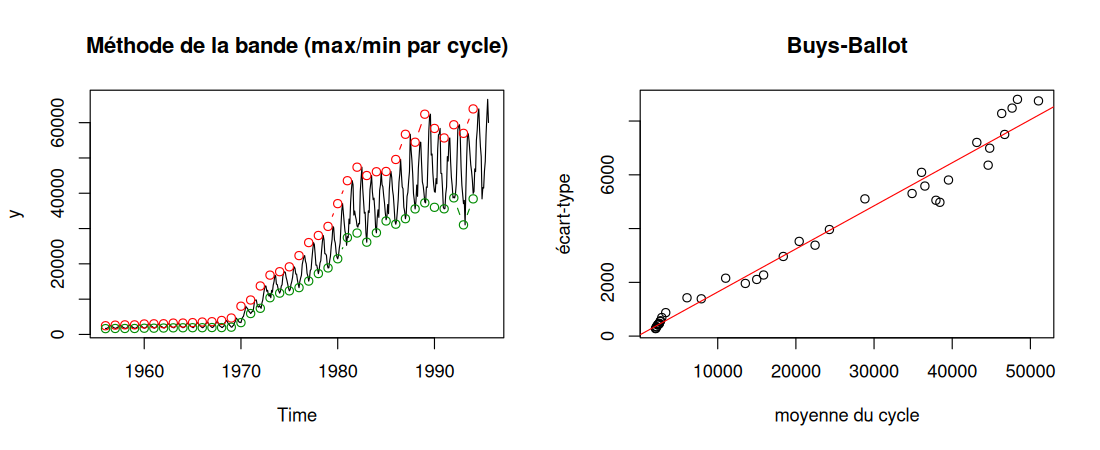 Méthode de la bande (max/min par cycle)
y
0
20000
40000
60000
1960
1970
1980
1990
Time
Buys-Ballot
écart-type
0
2000
6000
10000
20000
30000
40000
50000
moyenne du cycle